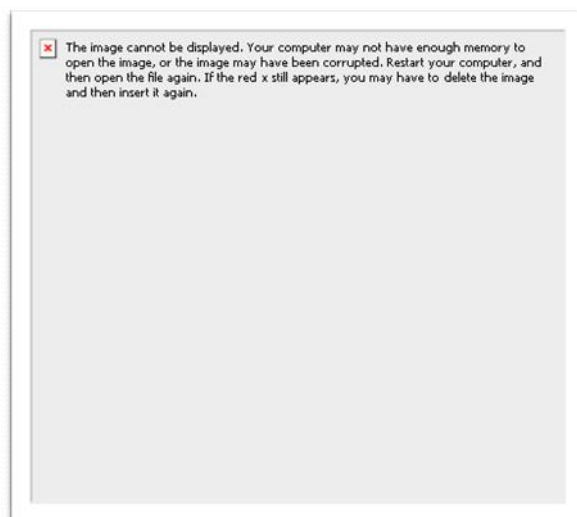 The image cannot be displayed. Your computer may not have enough memory to
open the image, or the image may have been corrupted. Restart your computer, and
then open the file again. If the red x still appears, you may have to delete the image
and then insert it again.